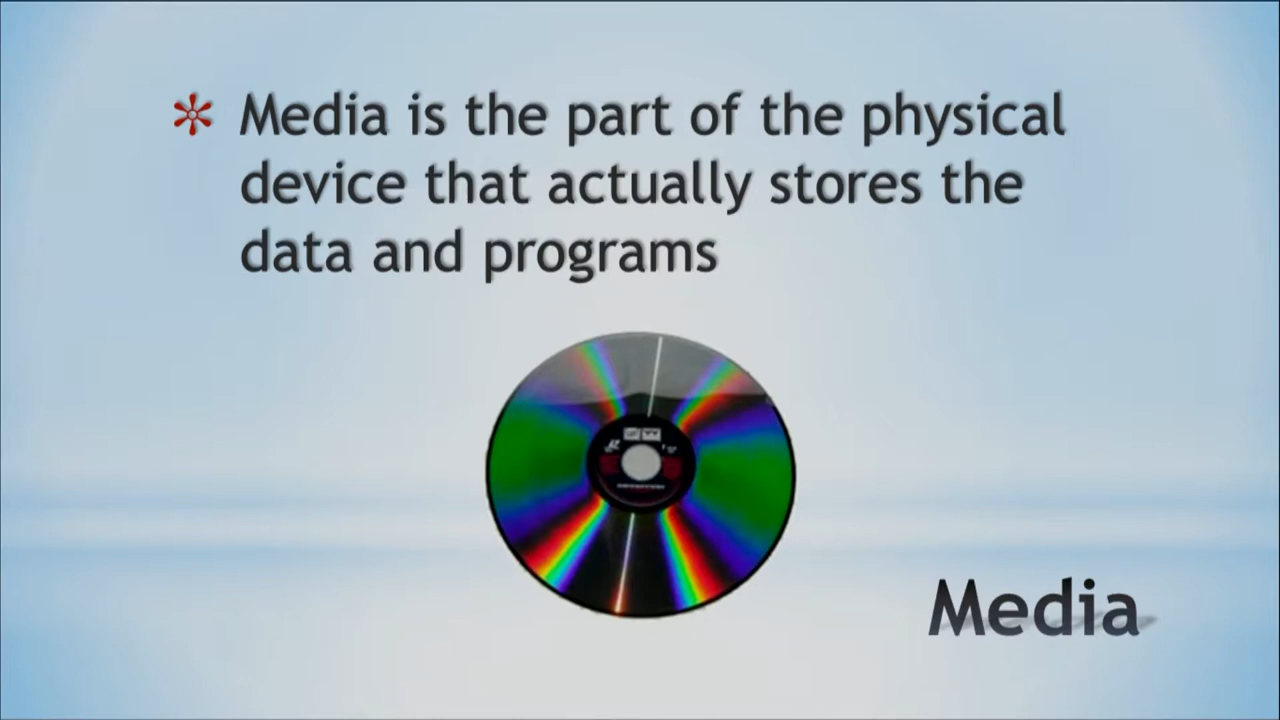 Media is the part of the physical
device that actually stores the
data and programs
Media